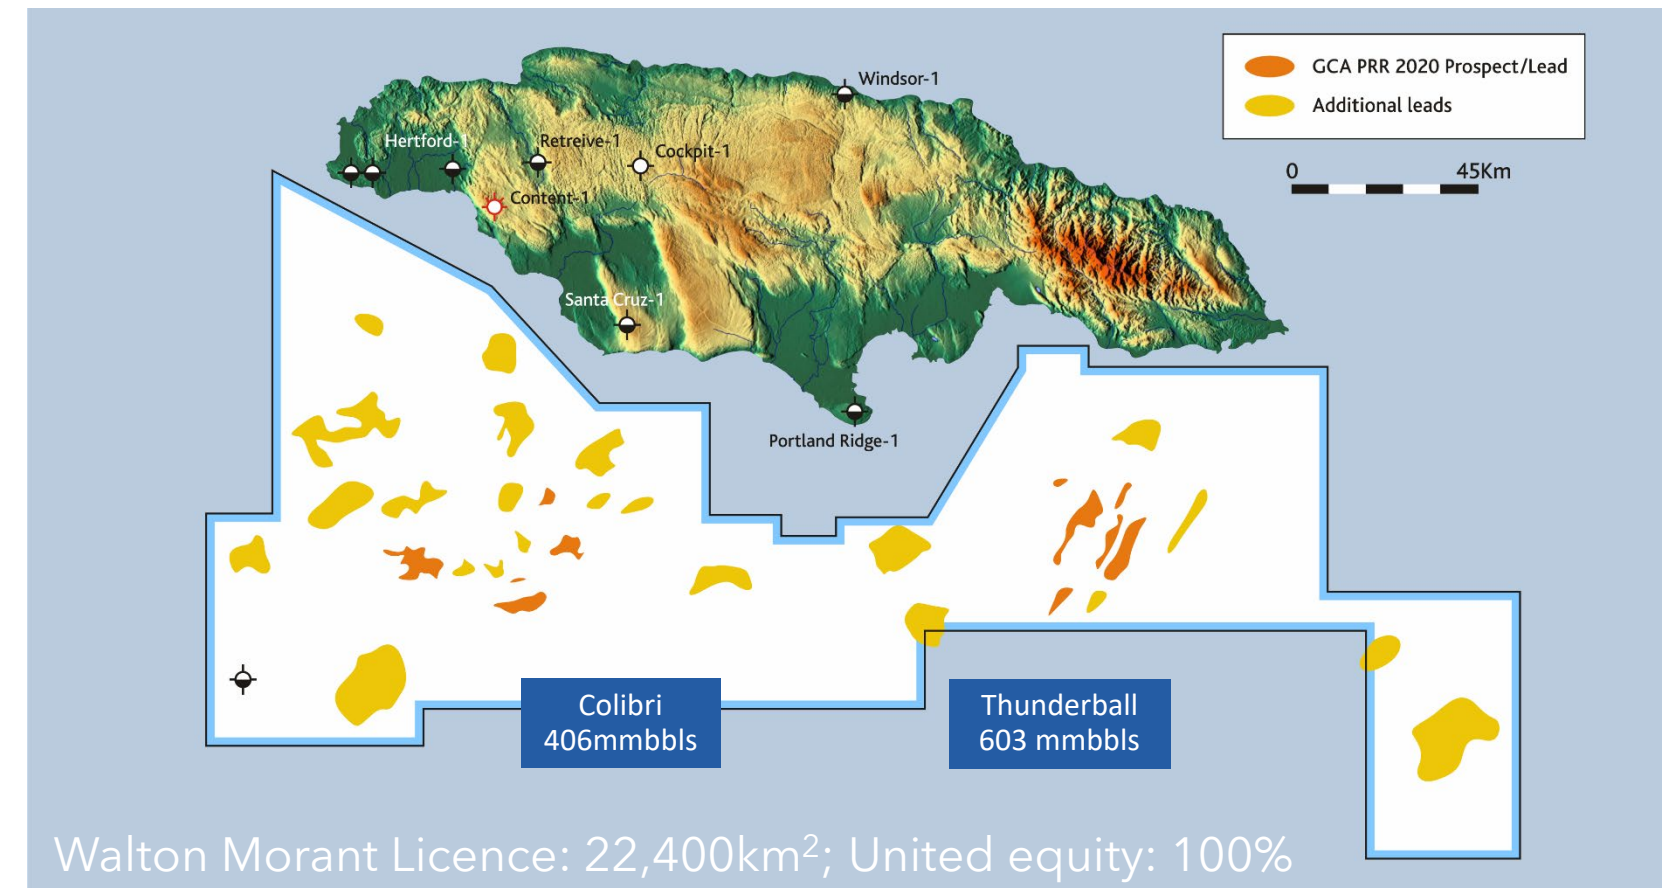 GCA PRR 2020 Prospect/Lead
Additional leads
0 45Km
Windsor-1
Hertford-1
Retreive-1
Cockpit-1
Content-1
Santa Cruz-1
Portland Ridge-1
Colibri
406mmbbls
Thunderball
603 mmbbls
Walton Morant Licence: 22,400km²; United equity: 100%